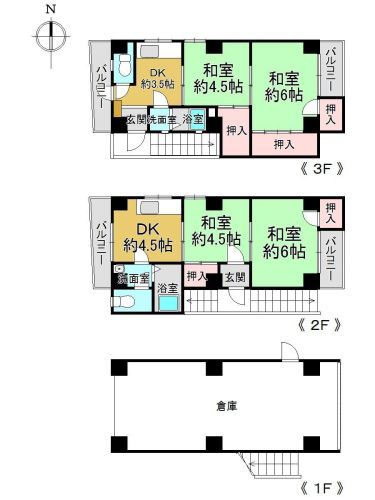 N
バルコニー
DK
約3.5帖
和室
約4.5帖
和室
約6帖
バルコニー
押入
玄関
洗面室
浴室
押入
押入
《 3F 》
バルコニー
DK
約4.5帖
和室
約4.5帖
和室
約6帖
押入
バルコニー
洗面室
浴室
押入
玄関
《 2F 》
倉庫
《 1F 》